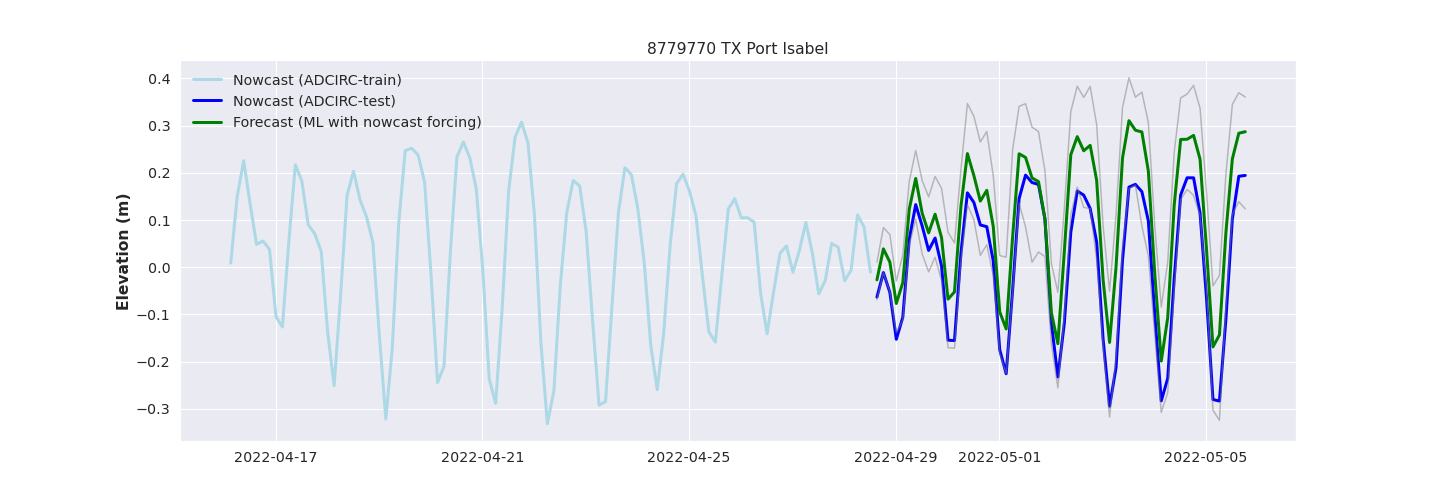 8779770 TX Port Isabel
Nowcast (ADCIRC-train)
Nowcast (ADCIRC-test)
Forecast (ML with nowcast forcing)
Elevation (m)
0.4
0.3
0.2
0.1
0.0
−0.1
−0.2
−0.3
2022-04-17 2022-04-21 2022-04-25 2022-04-29 2022-05-01 2022-05-05